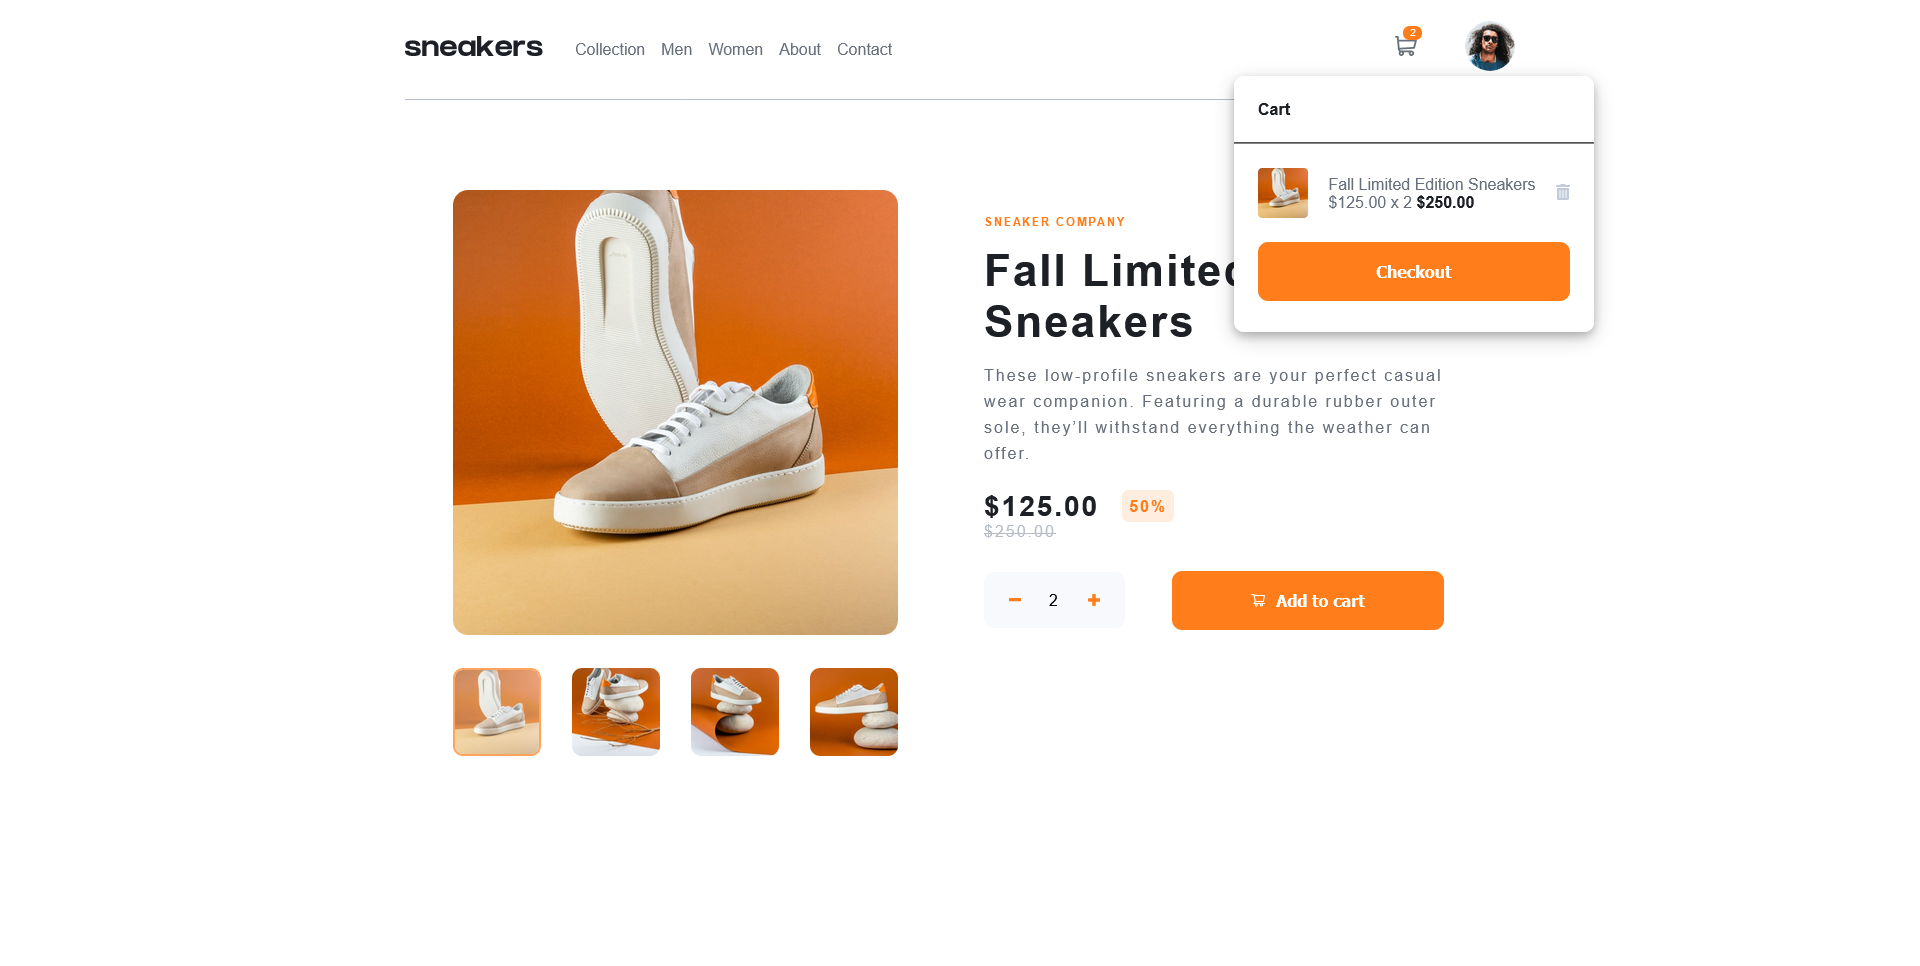 sneakers
Collection Men Women About Contact
2
Cart
Fall Limited Edition Sneakers
$125.00 x 2 $250.00
Checkout
SNEAKER COMPANY
Fall Limited
Sneakers
These low-profile sneakers are your perfect casual
wear companion. Featuring a durable rubber outer
sole, they’ll withstand everything the weather can
offer.
$125.00 50%
$250.00
2
Add to cart